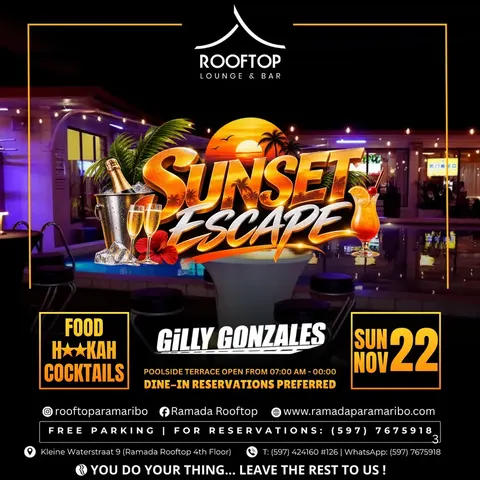 ROOFTOP
LOUNGE & BAR
SUNSET
ESCAPE
FOOD
H★★KAH
COCKTAILS
GiLLY GONZALES
POOLSIDE TERRACE OPEN FROM 07:00 AM - 00:00
DINE-IN RESERVATIONS PREFERRED
SUN
NOV 22
rooftoparamaribo Ramada Rooftop www.ramadaparamaribo.com
FREE PARKING | FOR RESERVATIONS: (597) 7675918
3
Kleine Waterstraat 9 (Ramada Rooftop 4th Floor) T: (597) 424160 #126 | WhatsApp: (597) 7675918
YOU DO YOUR THING... LEAVE THE REST TO US !